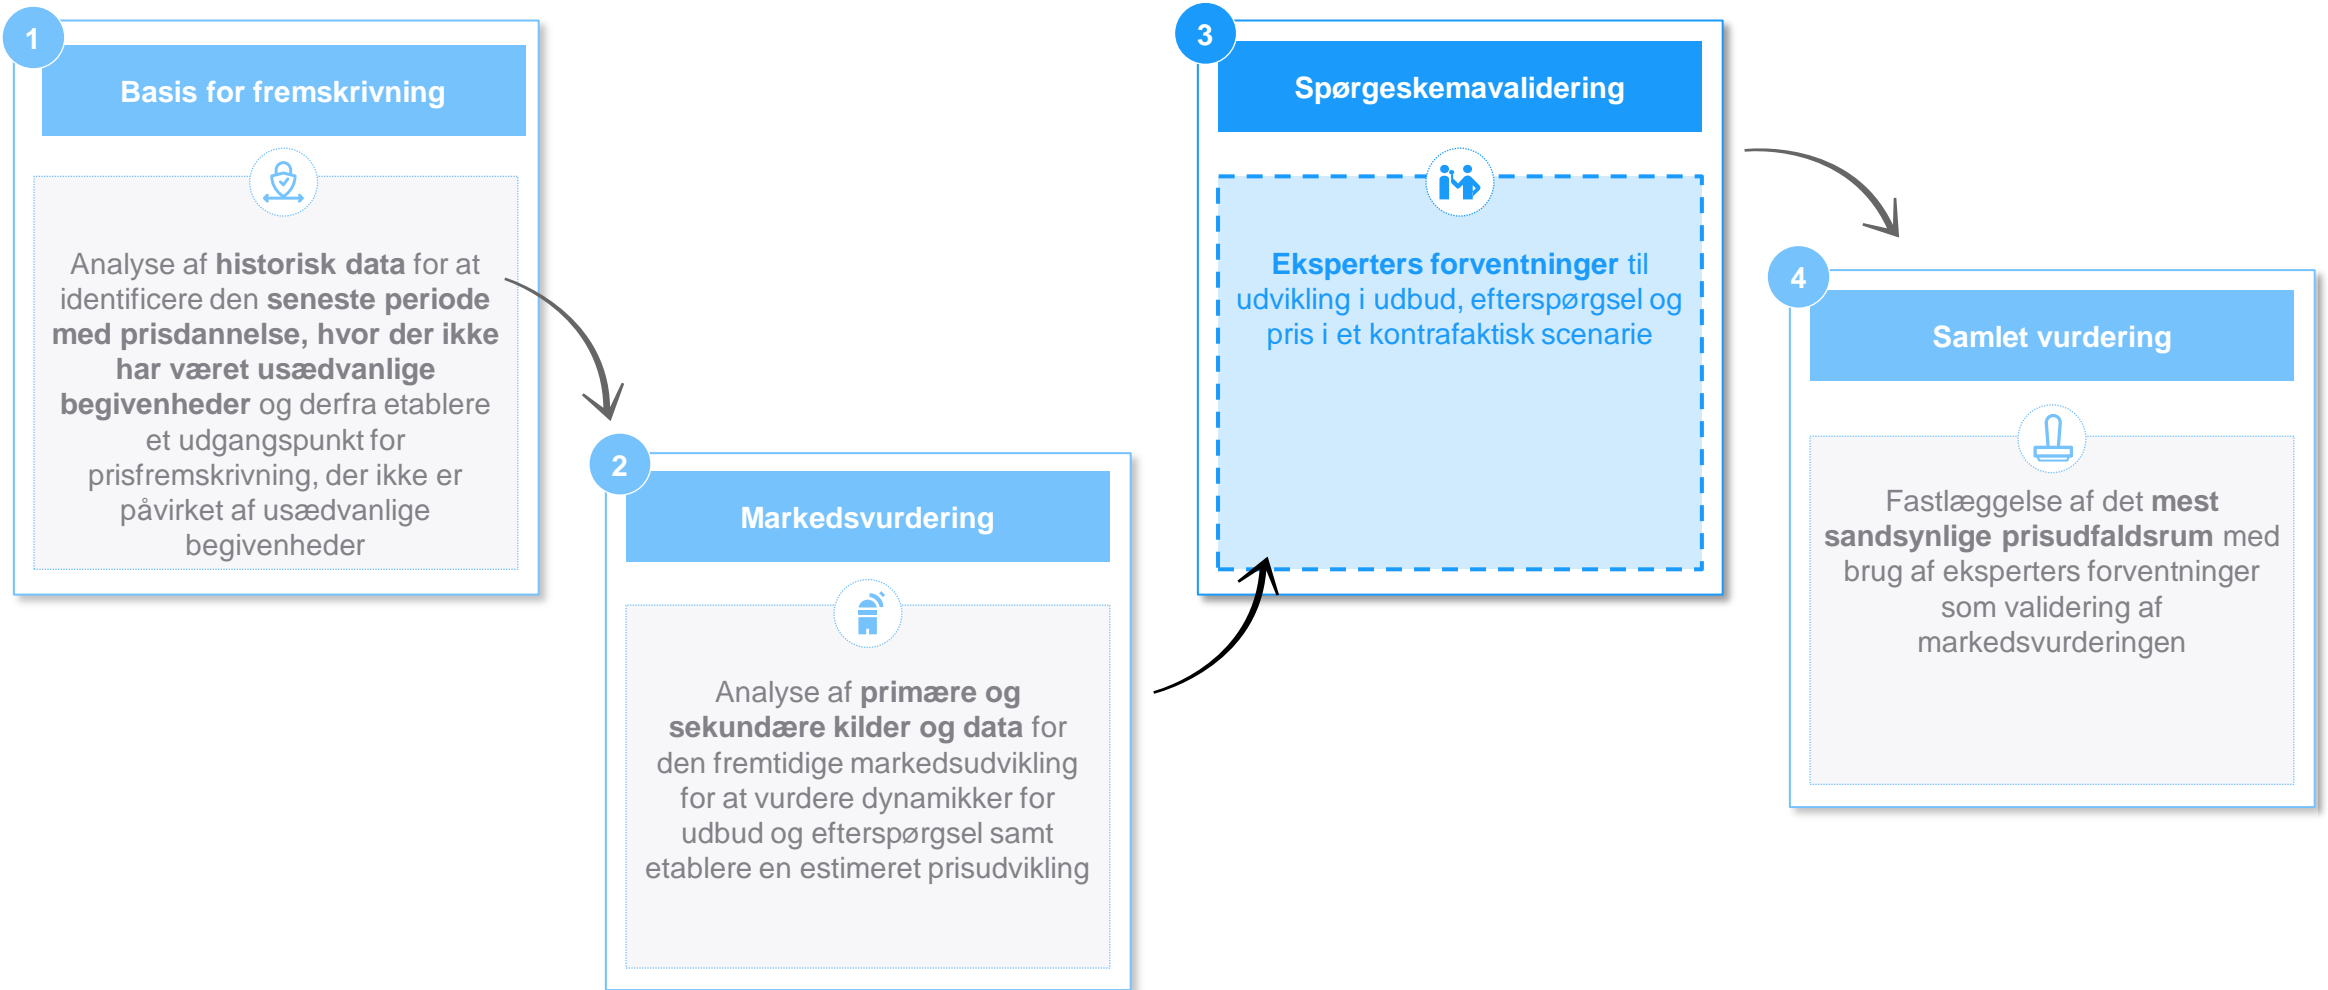 1
Basis for fremskrivning
Analyse af historisk data for at
identificere den seneste periode
med prisdannelse, hvor der ikke
har været usædvanlige
begivenheder og derfra etablere
et udgangspunkt for
prisfremskrivning, der ikke er
påvirket af usædvanlige
begivenheder
2
Markedsvurdering
Analyse af primære og
sekundære kilder og data for
den fremtidige markedsudvikling
for at vurdere dynamikker for
udbud og efterspørgsel samt
etablere en estimeret prisudvikling
3
Spørgeskemavalidering
Eksperters forventninger til
udvikling i udbud, efterspørgsel og
pris i et kontrafaktisk scenarie
4
Samlet vurdering
Fastlæggelse af det mest
sandsynlige prisudfaldsrum med
brug af eksperters forventninger
som validering af
markedsvurderingen